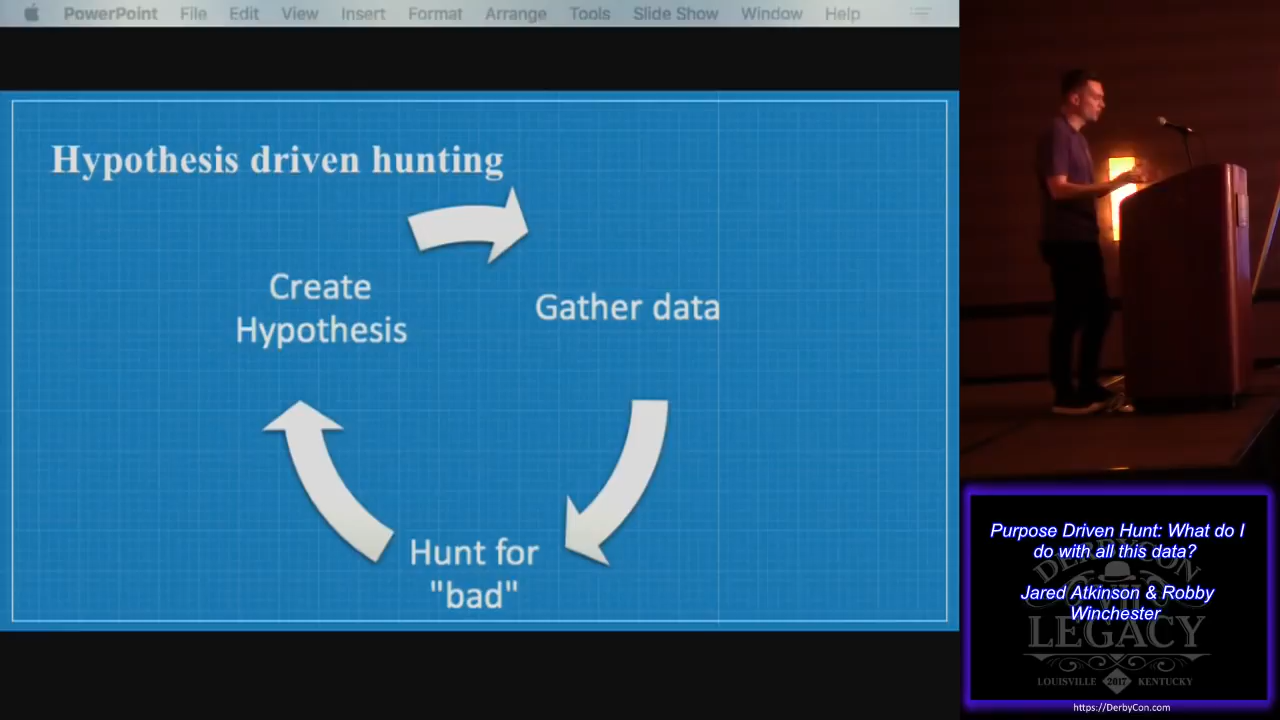 PowerPoint File Edit View Insert Format Arrange Tools Slide Show Window Help
Hypothesis driven hunting
Create
Hypothesis
Gather data
Hunt for
"bad"
Purpose Driven Hunt: What do I
do with all this data?
Jared Atkinson & Robby
Winchester
DERBYCON
LEGACY
LOUISVILLE 2017 KENTUCKY
https://DerbyCon.com